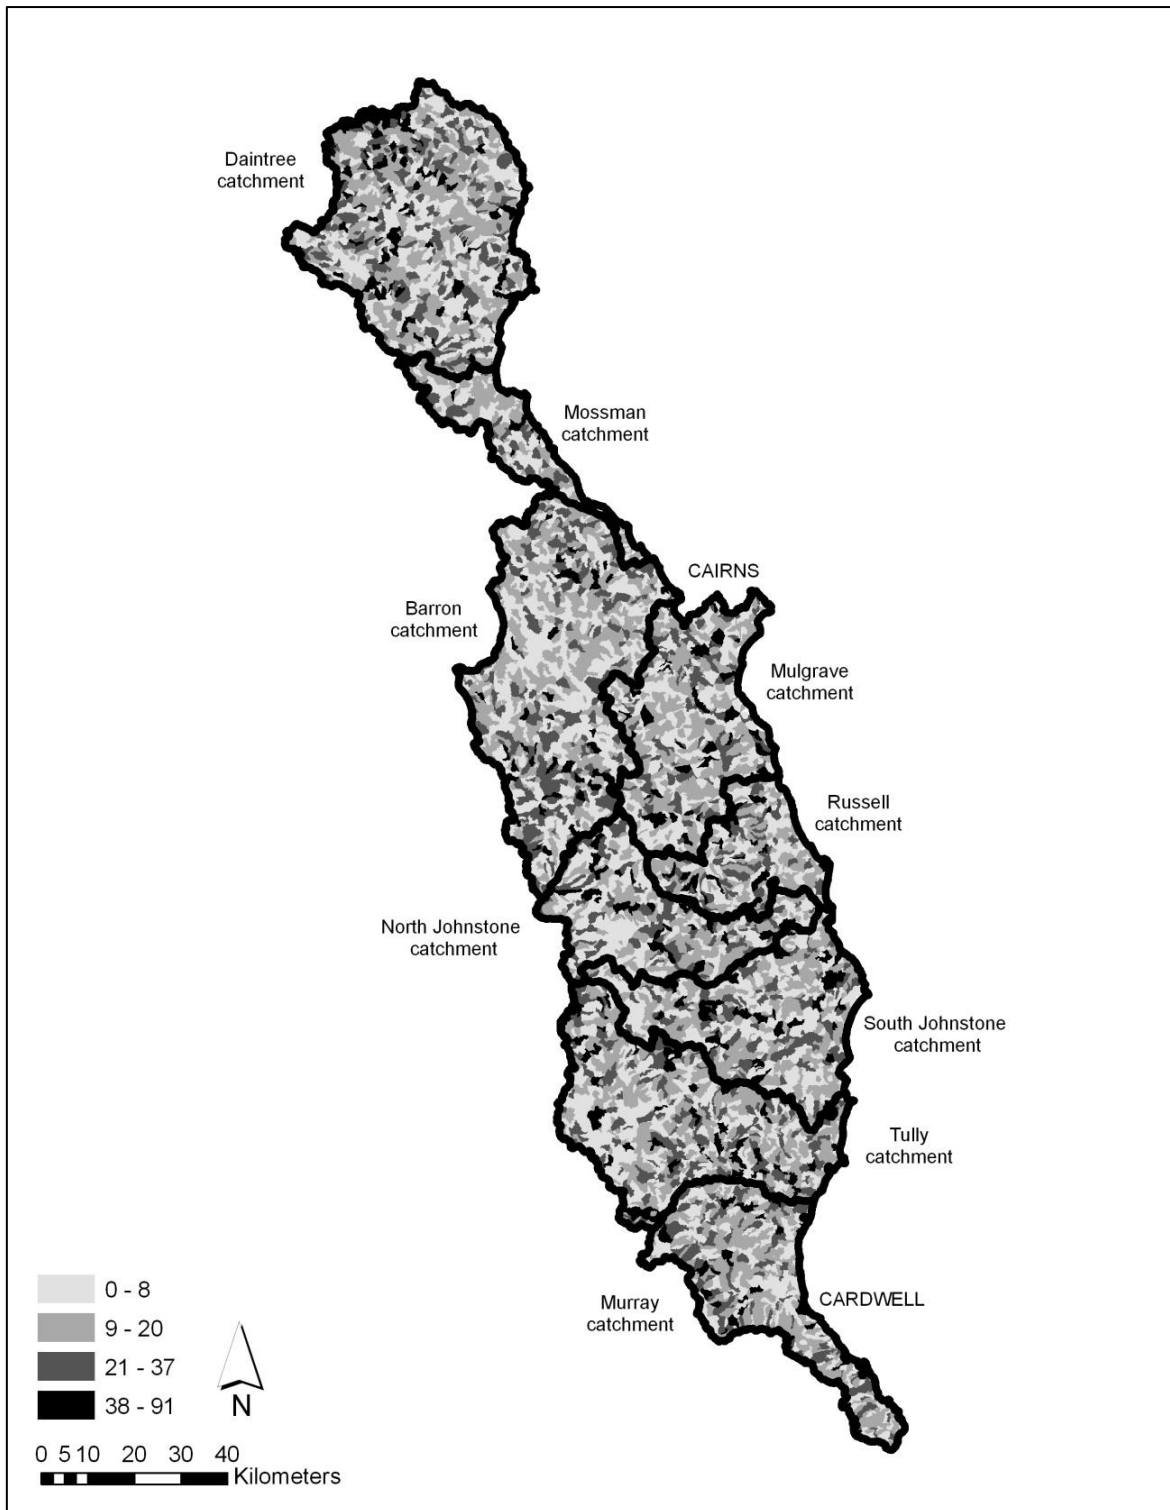 Daintree
catchment
Mossman
catchment
CAIRNS
Barron
catchment
Mulgrave
catchment
Russell
catchment
North Johnstone
catchment
South Johnstone
catchment
Tully
catchment
Murray
catchment
CARDWELL
0 - 8
9 - 20
21 - 37
38 - 91
N
0 5 10 20 30 40
Kilometers